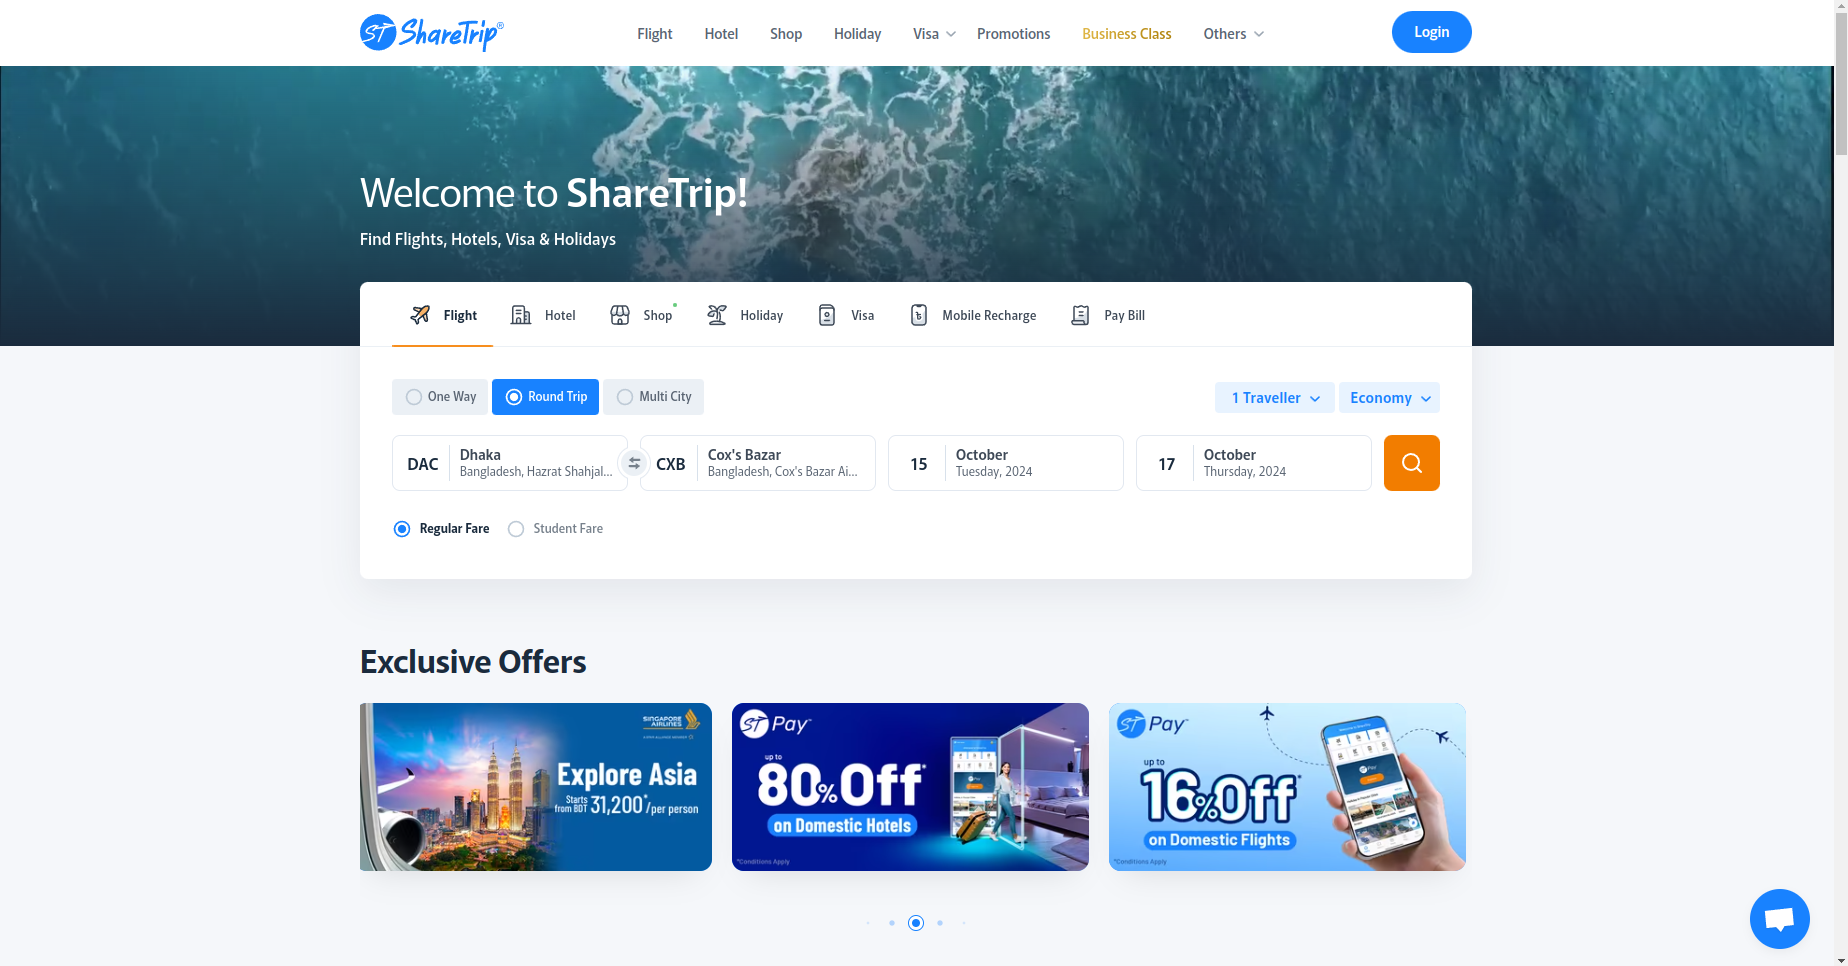 ST ShareTrip®
Flight
Hotel
Shop
Holiday
Visa
Promotions
Business Class
Others
Login
Welcome to ShareTrip!
Find Flights, Hotels, Visa & Holidays
Flight
Hotel
Shop
Holiday
Visa
Mobile Recharge
Pay Bill
One Way
Round Trip
Multi City
1 Traveller
Economy
DAC
Dhaka
Bangladesh, Hazrat Shahjal...
CXB
Cox's Bazar
Bangladesh, Cox's Bazar Ai...
15
October
Tuesday, 2024
17
October
Thursday, 2024
Regular Fare
Student Fare
Exclusive Offers
SINGAPORE
AIRLINES
Explore Asia
Starts
from BDT 31,200*/per person
ST Pay™
up to
80%Off*
on Domestic Hotels
*Conditions Apply
ST Pay™
up to
16%Off*
on Domestic Flights
*Conditions Apply